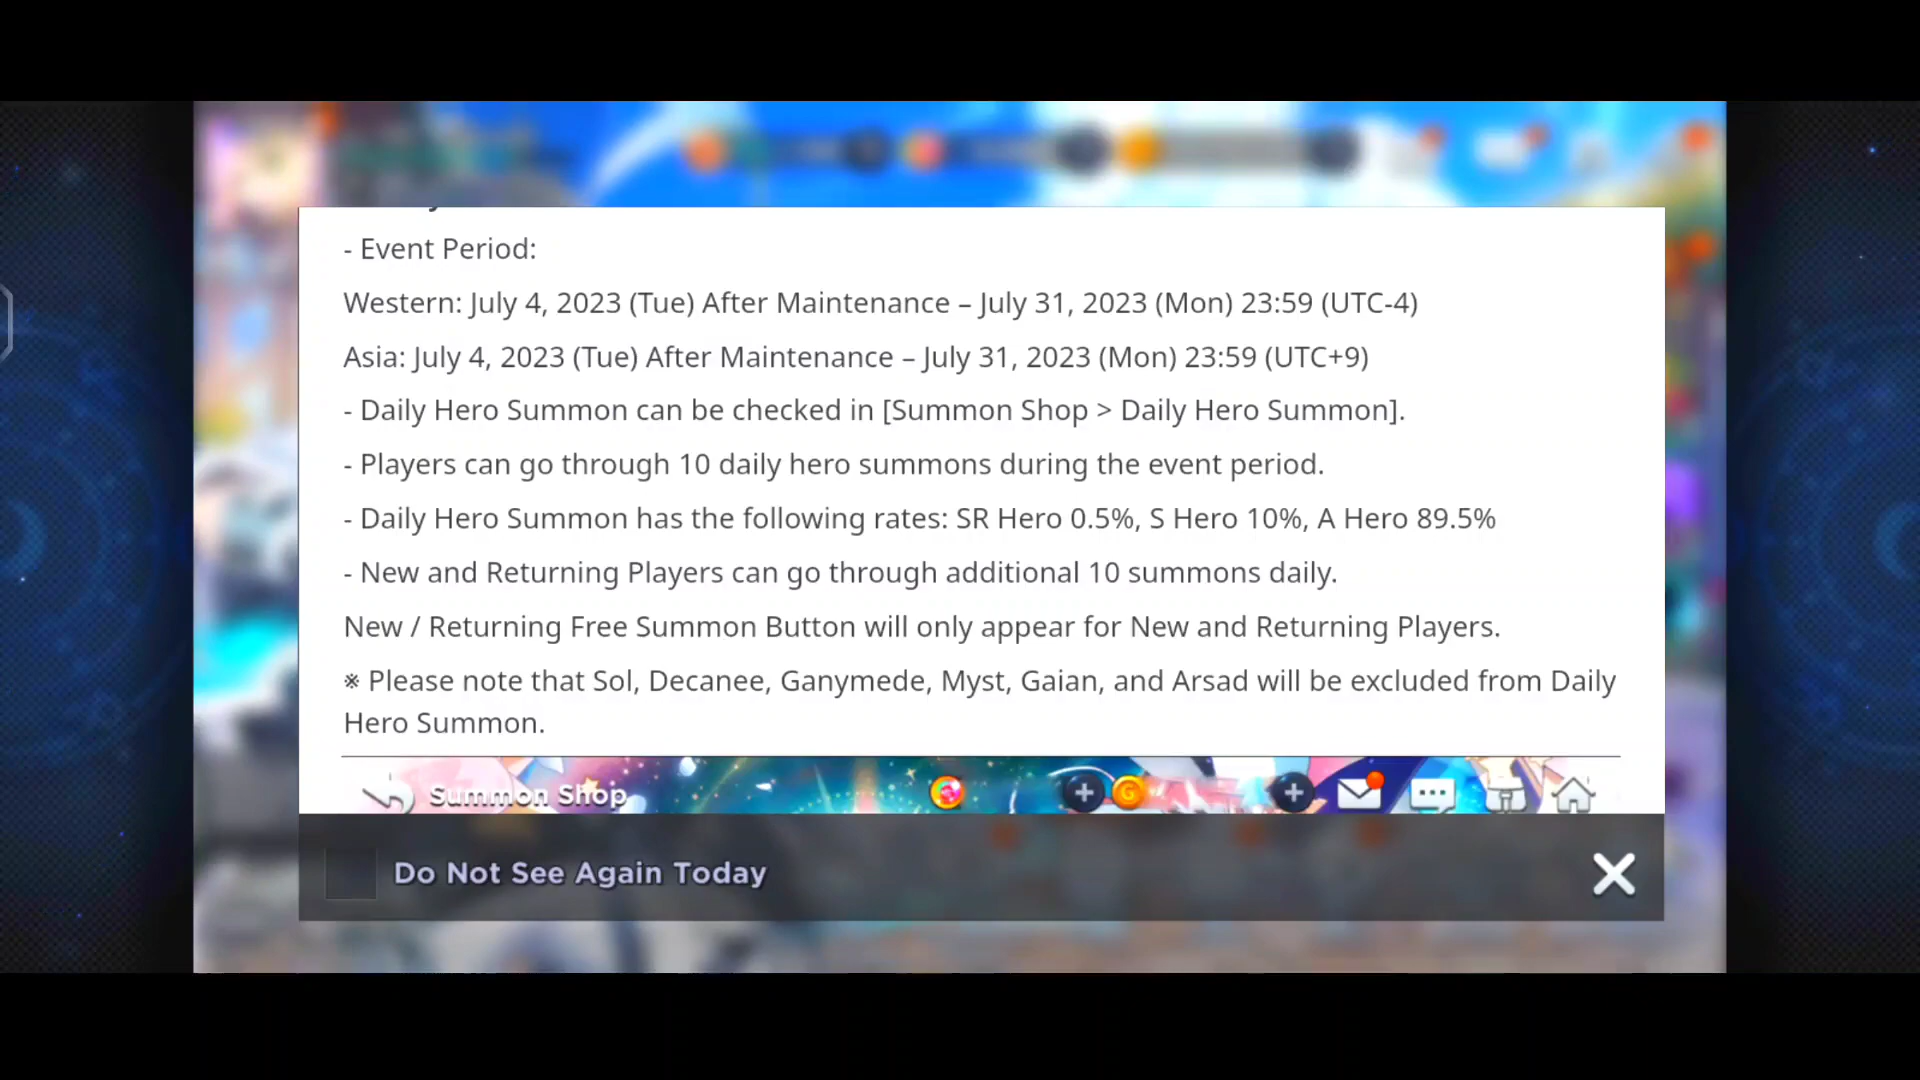 - Event Period:
Western: July 4, 2023 (Tue) After Maintenance – July 31, 2023 (Mon) 23:59 (UTC-4)
Asia: July 4, 2023 (Tue) After Maintenance – July 31, 2023 (Mon) 23:59 (UTC+9)
- Daily Hero Summon can be checked in [Summon Shop > Daily Hero Summon].
- Players can go through 10 daily hero summons during the event period.
- Daily Hero Summon has the following rates: SR Hero 0.5%, S Hero 10%, A Hero 89.5%
- New and Returning Players can go through additional 10 summons daily.
New / Returning Free Summon Button will only appear for New and Returning Players.
※ Please note that Sol, Decanee, Ganymede, Myst, Gaian, and Arsad will be excluded from Daily
Hero Summon.
Summon Shop
G
Do Not See Again Today